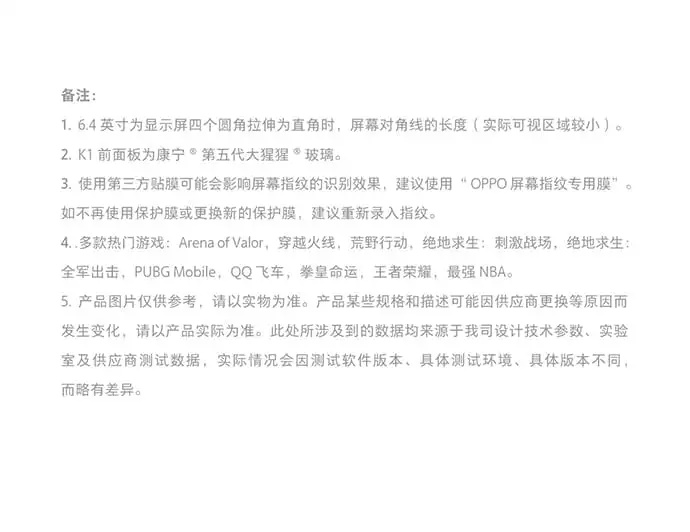 备注：
1. 6.4 英寸为显示屏四个圆角拉伸为直角时，屏幕对角线的长度（实际可视区域较小）。
2. K1 前面板为康宁 ® 第五代大猩猩 ® 玻璃。
3. 使用第三方贴膜可能会影响屏幕指纹的识别效果，建议使用“ OPPO 屏幕指纹专用膜”。
如不再使用保护膜或更换新的保护膜，建议重新录入指纹。
4. .多款热门游戏：Arena of Valor，穿越火线，荒野行动，绝地求生：刺激战场，绝地求生：
全军出击，PUBG Mobile，QQ 飞车，拳皇命运，王者荣耀，最强 NBA。
5. 产品图片仅供参考，请以实物为准。产品某些规格和描述可能因供应商更换等原因而
发生变化，请以产品实际为准。此处所涉及到的数据均来源于我司设计技术参数、实验
室及供应商测试数据，实际情况会因测试软件版本、具体测试环境、具体版本不同，
而略有差异。